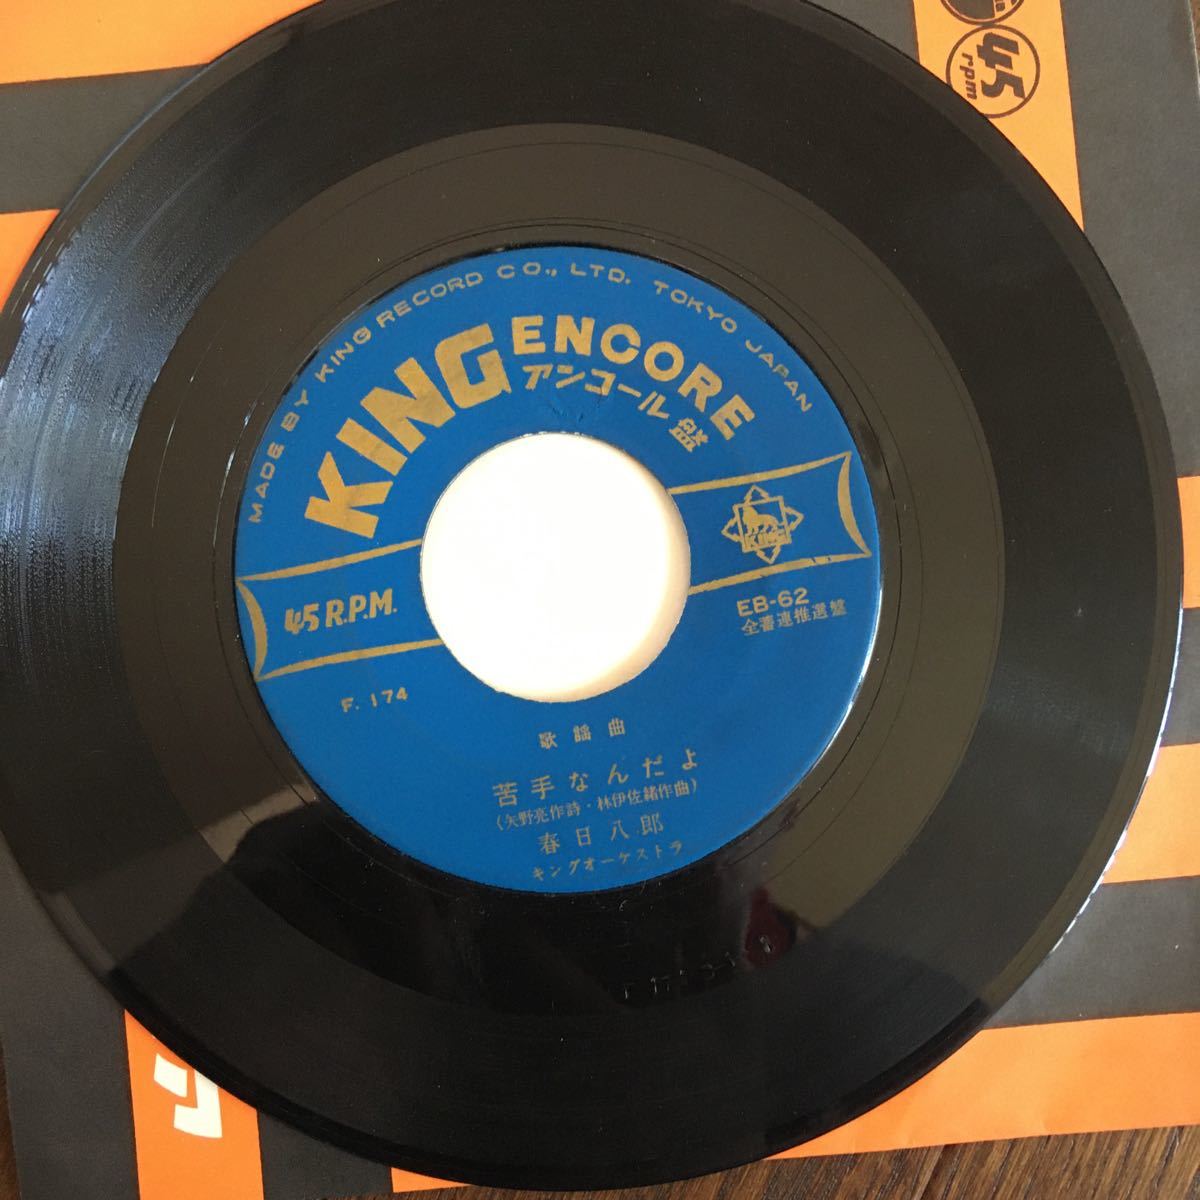 45
rpm
MADE BY KING RECORD CO., LTD. TOKYO JAPAN
KING ENCORE
アンコール盤
KING
45 R.P.M.
EB-62
全蓄連推選盤
F. 174
歌謡曲
苦手なんだよ
(矢野亮作詩・林伊佐緒作曲)
春日八郎
キングオーケストラ